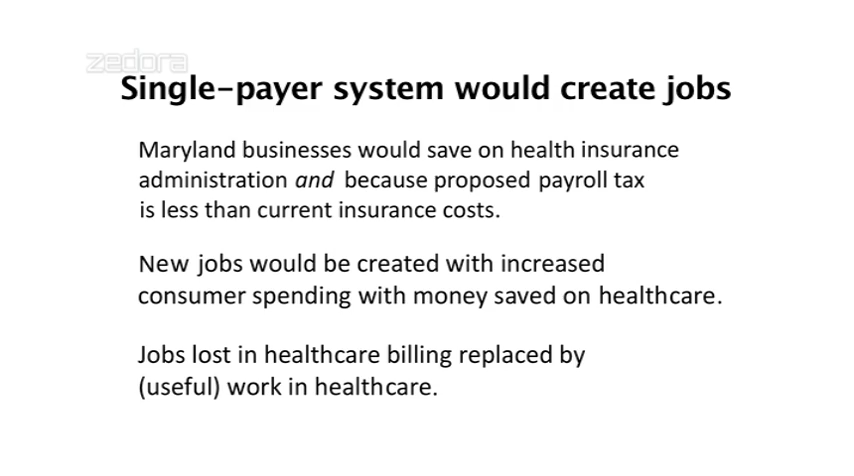 zedora
Single-payer system would create jobs
Maryland businesses would save on health insurance
administration and because proposed payroll tax
is less than current insurance costs.
New jobs would be created with increased
consumer spending with money saved on healthcare.
Jobs lost in healthcare billing replaced by
(useful) work in healthcare.